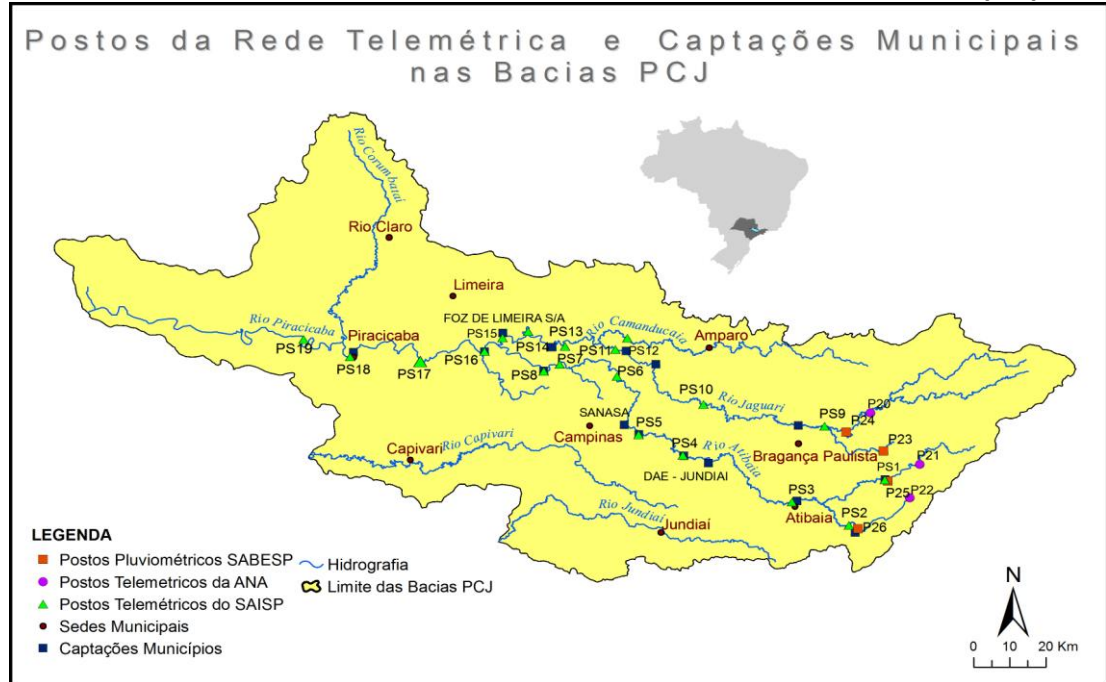 Postos da Rede Telemétrica e Captações Municipais
nas Bacias PCJ
Rio Corumbataí
Rio Claro
Limeira
FOZ DE LIMEIRA S/A
Rio Piracicaba
Piracicaba
PS15
PS13
Rio Camanducaia
Amparo
PS19
PS14
PS11
PS12
PS18
PS17
PS16
PS7
PS8
PS6
PS10
Rio Jaguari
PS9
P20
P24
SANASA
PS5
Campinas
Rio Capivari
Capivari
PS4
Rio Atibaia
Bragança Paulista
P23
DAE - JUNDIAI
PS1
P21
PS3
Atibaia
P25
P22
PS2
P26
Rio Jundiaí
Jundiaí
LEGENDA
Postos Pluviométricos SABESP
Postos Telemetricos da ANA
Postos Telemétricos do SAISP
Sedes Municipais
Captações Municípios
Hidrografia
Limite das Bacias PCJ
N
0 10 20 Km